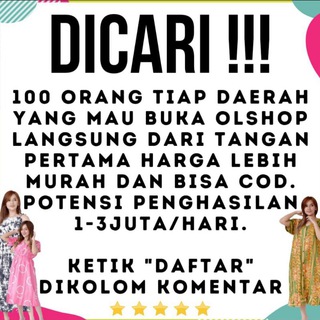 DICARI !!!
100 ORANG TIAP DAERAH
YANG MAU BUKA OLSHOP
LANGSUNG DARI TANGAN
PERTAMA HARGA LEBIH
MURAH DAN BISA COD.
POTENSI PENGHASILAN
1-3JUTA/HARI.
KETIK "DAFTAR"
DIKOLOM KOMENTAR